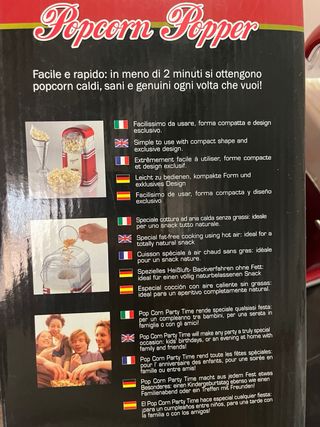 Popcorn Popper
Facile e rapido: in meno di 2 minuti si ottengono
popcorn caldi, sani e genuini ogni volta che vuoi!
Facilissimo da usare, forma compatta e design
esclusivo.
Simple to use with compact shape and
exclusive design.
Extrêmement facile à utiliser, forme compacte
et design exclusif.
Leicht zu bedienen, kompakte Form und
exklusives Design
Facilisimo de usar, forma compacta y diseño
exclusivo
Speciale cottura ad aria calda senza grassi: ideale
per uno snack tutto naturale.
Special fat-free cooking using hot air: ideal for a
totally natural snack
Cuisson spéciale à air chaud sans gras: idéale
pour un snack nature.
Spezielles Heißluft- Backverfahren ohne Fett:
ideal für einen völlig naturbelassenen Snack
Especial cocción con aire caliente sin grasas:
ideal para un aperitivo completamente natural.
Pop Corn Party Time rende speciale qualsiasi festa:
per un compleanno tra bambini, per una serata in
famiglia o con gli amici!
Pop Corn Party Time will make any party a truly special
occasion: kids' birthdays, or an evening at home with
family and friends!
Pop Corn Party Time rend toute les fêtes spéciales:
pour l' anniversaire des enfants, pour une soirée en
famille ou entre amis!
Pop Corn Party Time macht aus jedem Fest etwas
Besonderes: einen Kindergeburtstag ebenso wie einen
Familienabend oder ein Treffen mit Freunden!
El Pop Corn Party Time hace especial cualquier fiesta:
para un cumpleaños entre niños, para una tarde con
la familia o con los amigos!